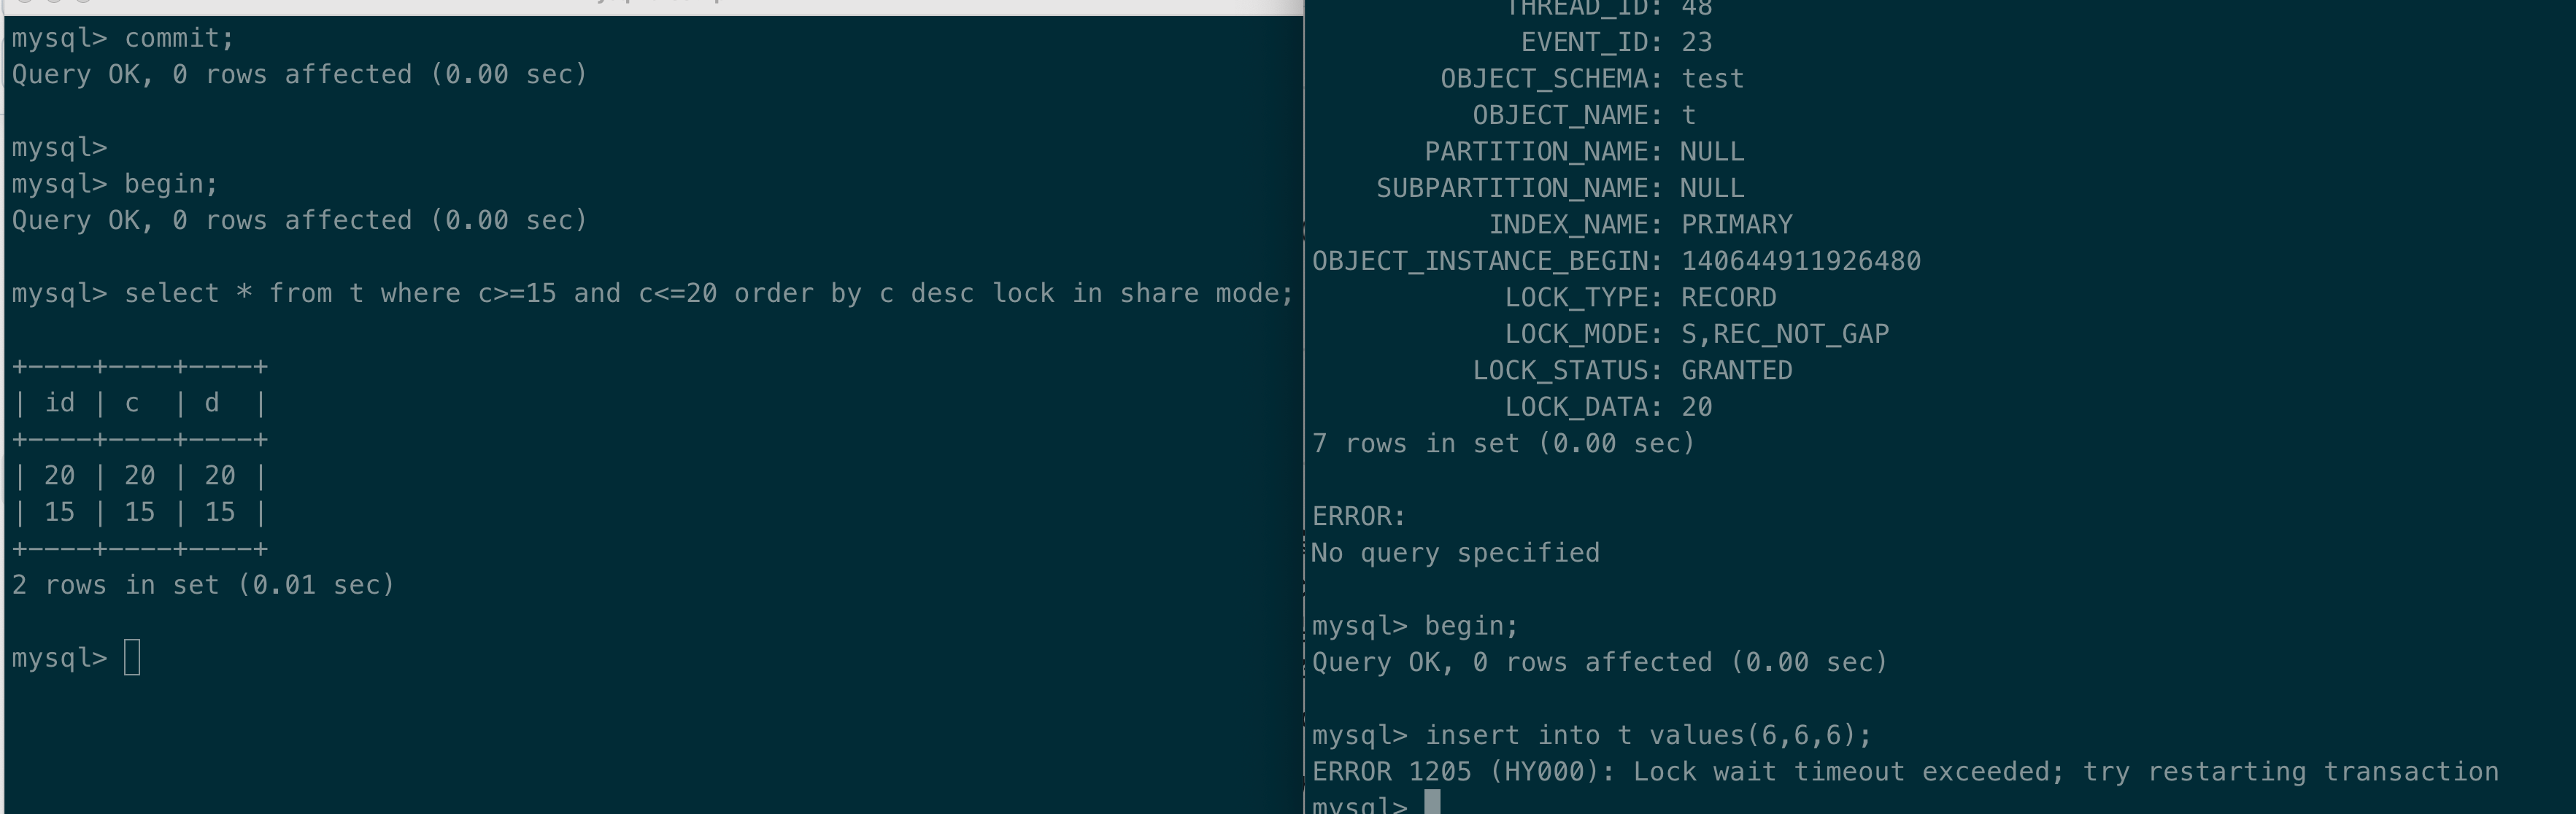 mysql> commit;
Query OK, 0 rows affected (0.00 sec)
mysql>
mysql> begin;
Query OK, 0 rows affected (0.00 sec)
mysql> select * from t where c>=15 and c<=20 order by c desc lock in share mode;
+----+----+----+
| id | c  | d  |
+----+----+----+
| 20 | 20 | 20 |
| 15 | 15 | 15 |
+----+----+----+
2 rows in set (0.01 sec)
mysql>
THREAD_ID: 48
EVENT_ID: 23
OBJECT_SCHEMA: test
OBJECT_NAME: t
PARTITION_NAME: NULL
SUBPARTITION_NAME: NULL
INDEX_NAME: PRIMARY
OBJECT_INSTANCE_BEGIN: 140644911926480
LOCK_TYPE: RECORD
LOCK_MODE: S,REC_NOT_GAP
LOCK_STATUS: GRANTED
LOCK_DATA: 20
7 rows in set (0.00 sec)
ERROR:
No query specified
mysql> begin;
Query OK, 0 rows affected (0.00 sec)
mysql> insert into t values(6,6,6);
ERROR 1205 (HY000): Lock wait timeout exceeded; try restarting transaction
mysql>